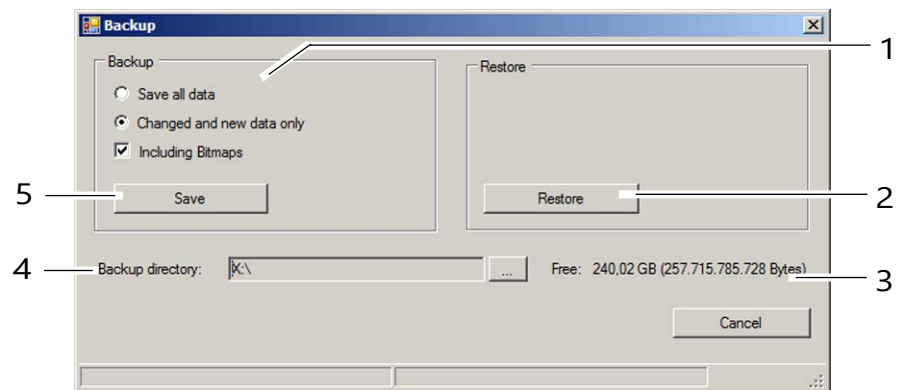 Backup
1
Backup
Restore
Save all data
Changed and new data only
Including Bitmaps
5
Save
Restore
2
4
Backup directory:
X:\
...
Free: 240,02 GB (257.715.785.728 Bytes)
3
Cancel